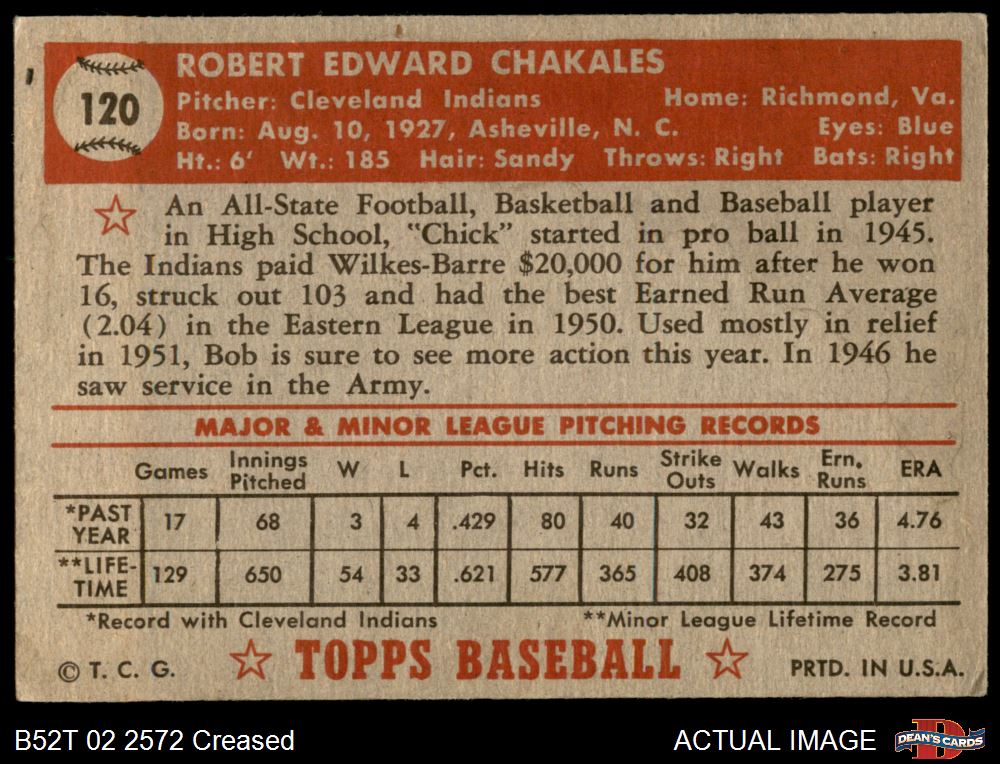 120
ROBERT EDWARD CHAKALES
Pitcher: Cleveland Indians Home: Richmond, Va.
Born: Aug. 10, 1927, Asheville, N. C. Eyes: Blue
Ht.: 6' Wt.: 185 Hair: Sandy Throws: Right Bats: Right
An All-State Football, Basketball and Baseball player
in High School, "Chick" started in pro ball in 1945.
The Indians paid Wilkes-Barre $20,000 for him after he won
16, struck out 103 and had the best Earned Run Average
(2.04) in the Eastern League in 1950. Used mostly in relief
in 1951, Bob is sure to see more action this year. In 1946 he
saw service in the Army.
MAJOR & MINOR LEAGUE PITCHING RECORDS
Games Innings Pitched W L Pct. Hits Runs Strike Outs Walks Ern. Runs ERA
*PAST YEAR 17 68 3 4 .429 80 40 32 43 36 4.76
**LIFE-TIME 129 650 54 33 .621 577 365 408 374 275 3.81
*Record with Cleveland Indians **Minor League Lifetime Record
© T. C. G. TOPPS BASEBALL PRTD. IN U.S.A.
B52T 02 2572 Creased ACTUAL IMAGE DEAN'S CARDS